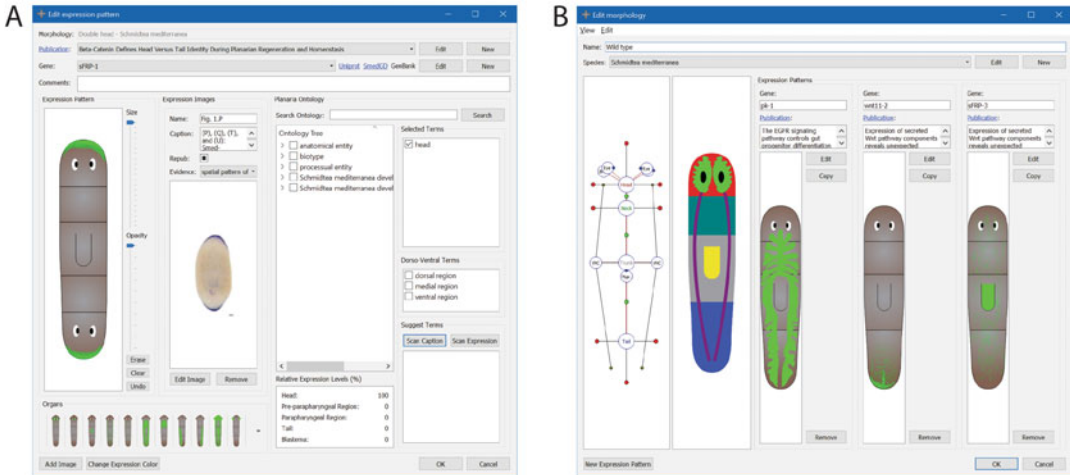 A
Edit expression pattern
Morphology: Double head - Schmidtea mediterranea
Publication: Beta-Catenin Defines Head Versus Tail Identity During Planarian Regeneration and Homeostasis Edit New
Gene: sFRP-1 Uniprot SmedGD GenBank Edit New
Comments:
Expression Pattern
Size
Opacity
Erase
Clear
Undo
Expression Images
Name: Fig. 1.P
Caption: (P), (Q), (T),
and (U):
Smed-
Repub:
Evidence: spatial pattern of
Edit Image Remove
Planaria Ontology
Search Ontology: Search
Ontology Tree
anatomical entity
biotype
processual entity
Schmidtea mediterranea devel
Schmidtea mediterranea devel
Selected Terms
head
Dorso-Ventral Terms
dorsal region
medial region
ventral region
Suggest Terms
Scan Caption Scan Expression
Relative Expression Levels (%)
Head: 100
Pre-parapharyngeal Region: 0
Parapharyngeal Region: 0
Tail: 0
Blastema: 0
Organs
Add Image Change Expression Color OK Cancel
B
Edit morphology
View Edit
Name: Wild type
Species: Schmidtea mediterranea Edit New
Eye Eye
Head
Neck
Trunk
VNC VNC
Phx
Tail
Expression Patterns
Gene:
pk-1
Publication:
The EGFR signaling
pathway controls gut
progenitor differentiation
Edit
Copy
Remove
Gene:
wnt11-2
Publication:
Expression of secreted
Wnt pathway components
reveals unexpected
Edit
Copy
Remove
Gene:
sFRP-3
Publication:
Expression of secreted
Wnt pathway components
reveals unexpected
Edit
Copy
Remove
New Expression Pattern OK Cancel